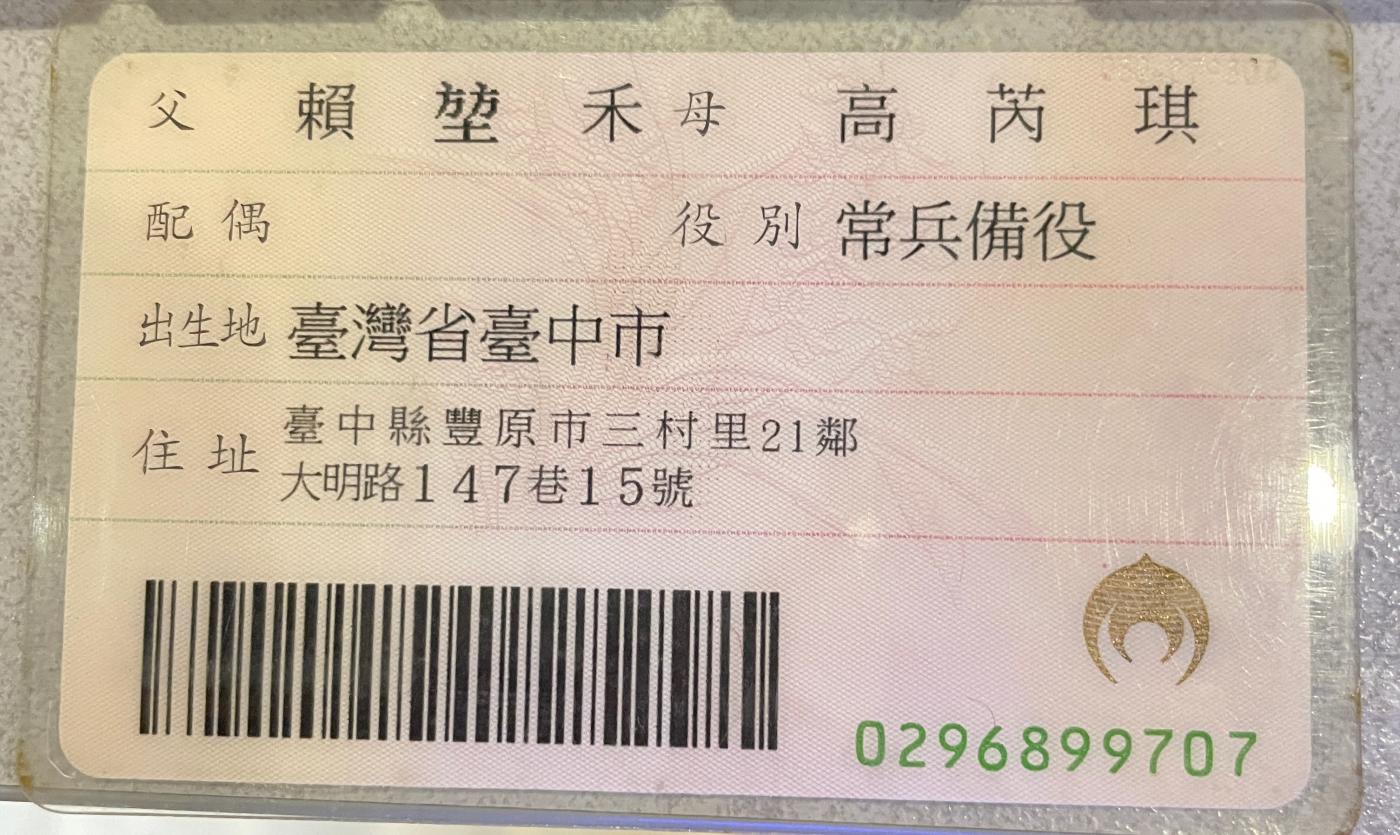 父 賴堃禾 母 高芮琪
配偶 役別 常兵備役
出生地 臺灣省臺中市
住址 臺中縣豐原市三村里21鄰
大明路147巷15號
0296899707